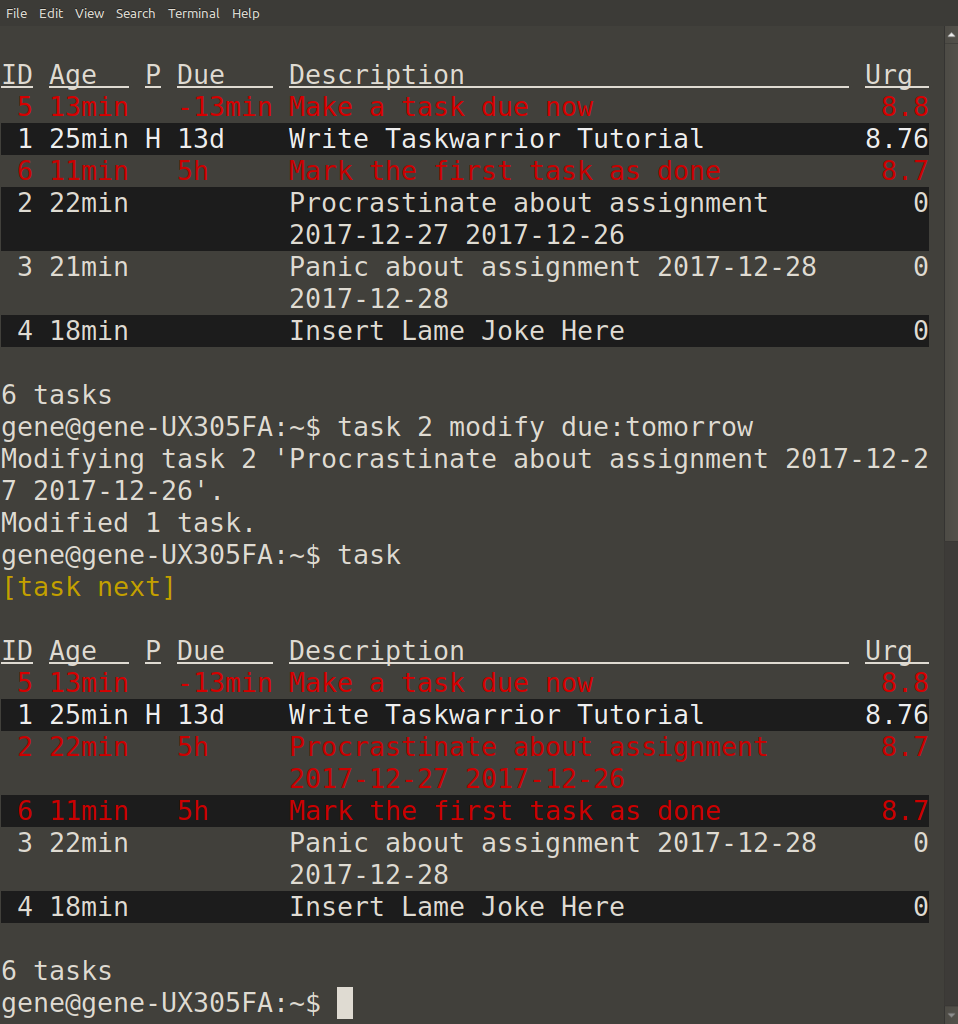 File Edit View Search Terminal Help
ID Age P Due Description Urg
5 13min -13min Make a task due now 8.8
1 25min H 13d Write Taskwarrior Tutorial 8.76
6 11min 5h Mark the first task as done 8.7
2 22min Procrastinate about assignment 0
2017-12-27 2017-12-26
3 21min Panic about assignment 2017-12-28 0
2017-12-28
4 18min Insert Lame Joke Here 0
6 tasks
gene@gene-UX305FA:~$ task 2 modify due:tomorrow
Modifying task 2 'Procrastinate about assignment 2017-12-2
7 2017-12-26'.
Modified 1 task.
gene@gene-UX305FA:~$ task
[task next]
ID Age P Due Description Urg
5 13min -13min Make a task due now 8.8
1 25min H 13d Write Taskwarrior Tutorial 8.76
2 22min 5h Procrastinate about assignment 8.7
2017-12-27 2017-12-26
6 11min 5h Mark the first task as done 8.7
3 22min Panic about assignment 2017-12-28 0
2017-12-28
4 18min Insert Lame Joke Here 0
6 tasks
gene@gene-UX305FA:~$